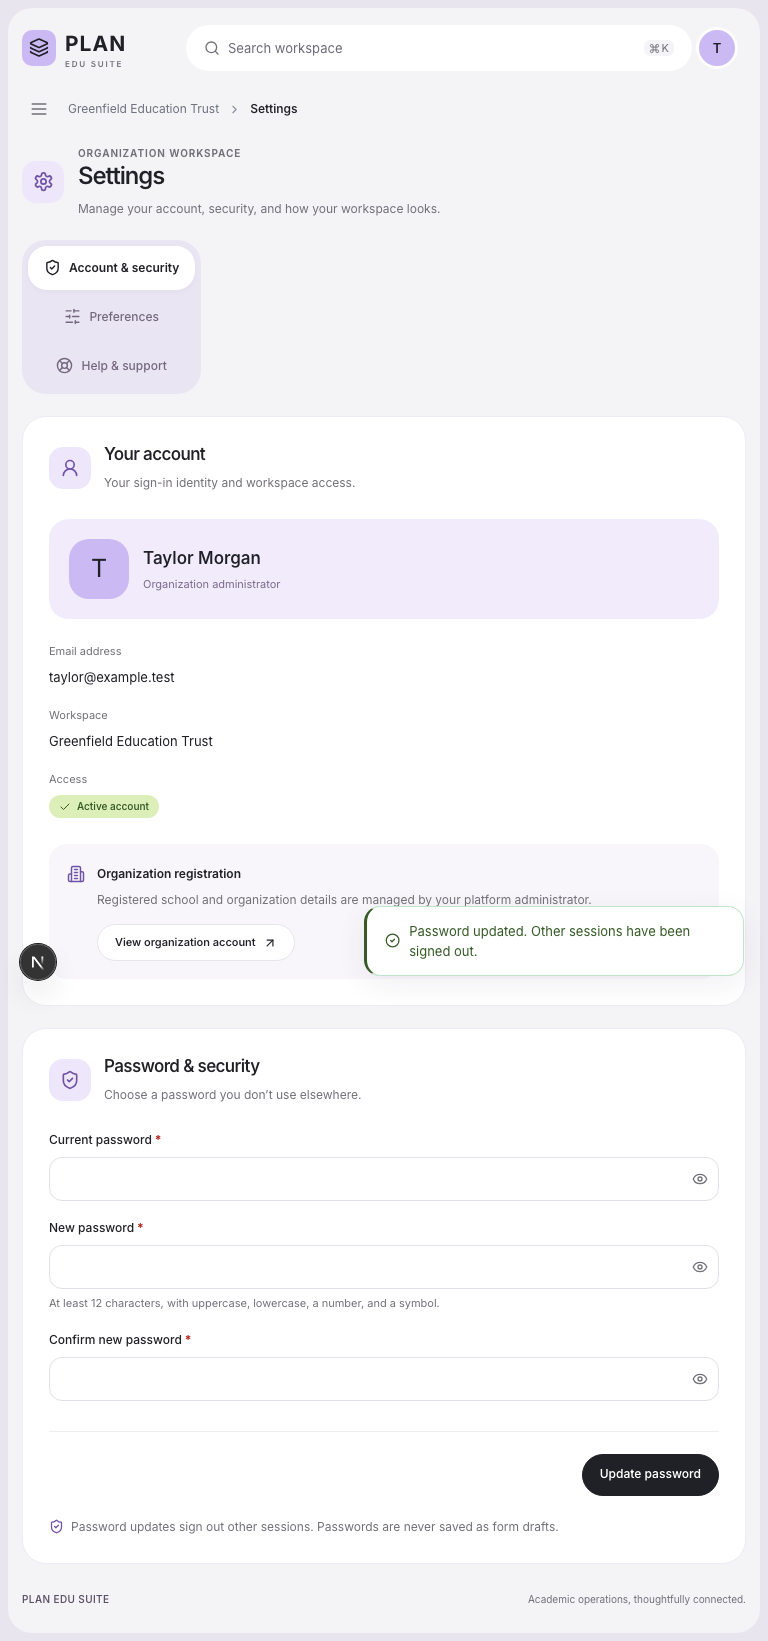 PLAN
EDU SUITE
Search workspace
⌘K
T
Greenfield Education Trust > Settings
ORGANIZATION WORKSPACE
Settings
Manage your account, security, and how your workspace looks.
Account & security
Preferences
Help & support
Your account
Your sign-in identity and workspace access.
T
Taylor Morgan
Organization administrator
Email address
taylor@example.test
Workspace
Greenfield Education Trust
Access
Active account
Organization registration
Registered school and organization details are managed by your platform administrator.
View organization account
Password updated. Other sessions have been
signed out.
N
Password & security
Choose a password you don’t use elsewhere.
Current password *
New password *
At least 12 characters, with uppercase, lowercase, a number, and a symbol.
Confirm new password *
Update password
Password updates sign out other sessions. Passwords are never saved as form drafts.
PLAN EDU SUITE
Academic operations, thoughtfully connected.